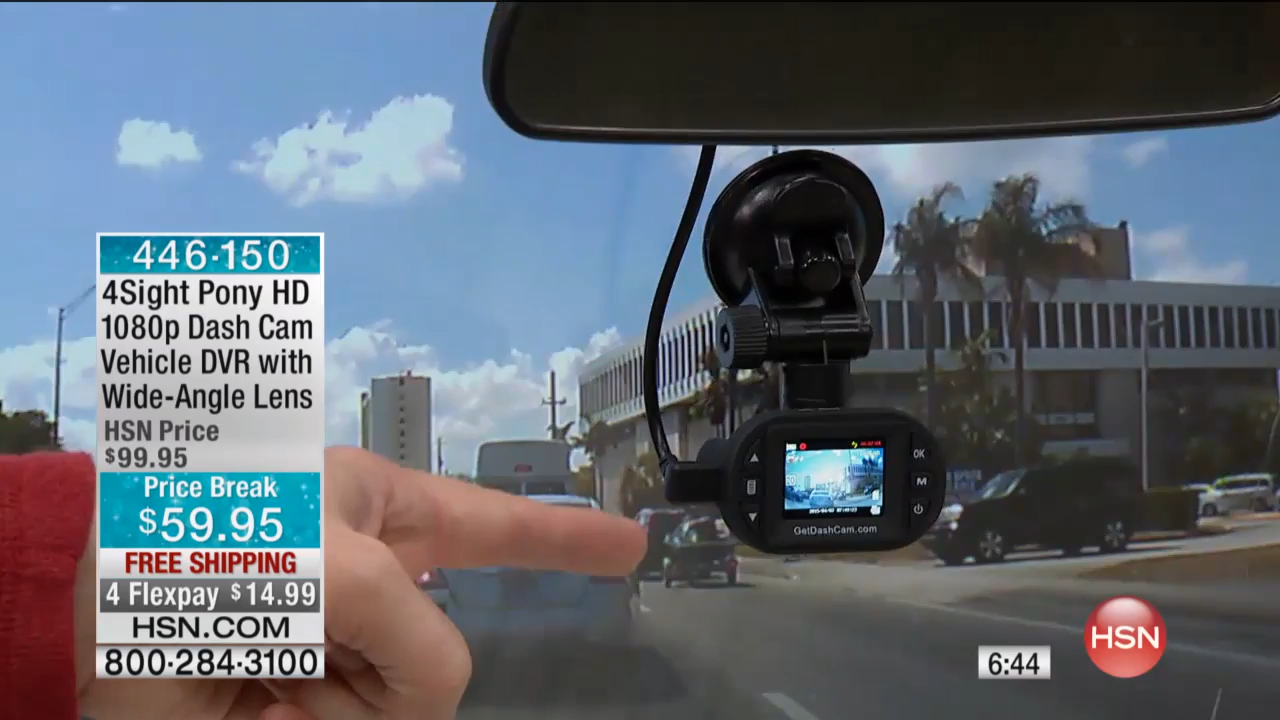 446-150
4Sight Pony HD
1080p Dash Cam
Vehicle DVR with
Wide-Angle Lens
HSN Price
$99.95
Price Break
$59.95
FREE SHIPPING
4 Flexpay $14.99
HSN.COM
800-284-3100
OK
M
GetDashCam.com
HSN
6:44